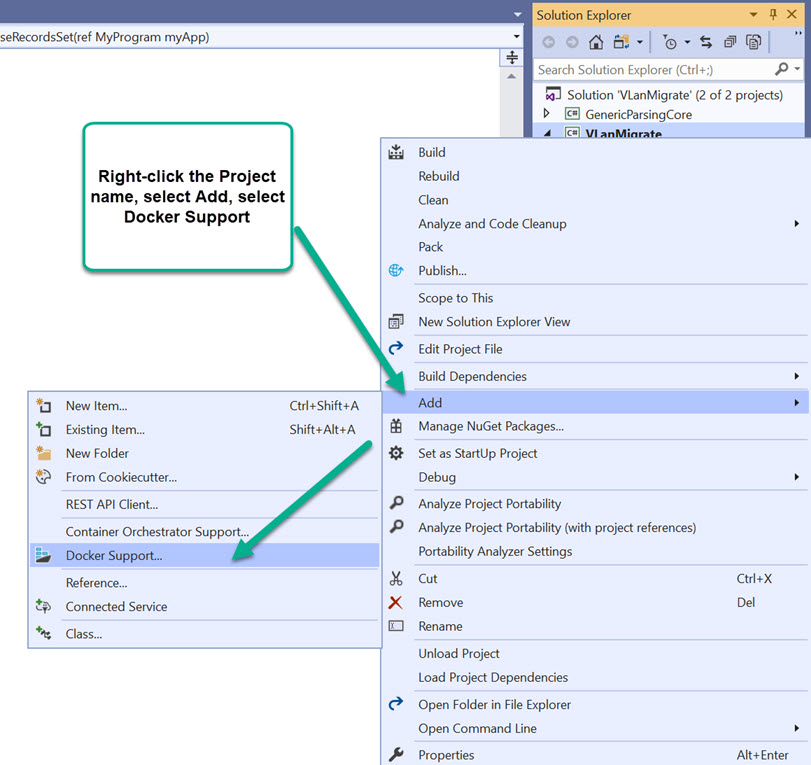 Solution Explorer
seRecordsSet(ref MyProgram myApp)
Search Solution Explorer (Ctrl+;)
Solution 'VLanMigrate' (2 of 2 projects)
C# GenericParsingCore
C# VLanMigrate
Right-click the Project
name, select Add, select
Docker Support
Build
Rebuild
Clean
Analyze and Code Cleanup
Pack
Publish...
Scope to This
New Solution Explorer View
Edit Project File
Build Dependencies
Add
Manage NuGet Packages...
Set as StartUp Project
Debug
Analyze Project Portability
Analyze Project Portability (with project references)
Portability Analyzer Settings
Cut Ctrl+X
Remove Del
Rename
Unload Project
Load Project Dependencies
Open Folder in File Explorer
Open Command Line
Properties Alt+Enter
New Item... Ctrl+Shift+A
Existing Item... Shift+Alt+A
New Folder
From Cookiecutter...
REST API Client...
Container Orchestrator Support...
Docker Support...
Reference...
Connected Service
Class...